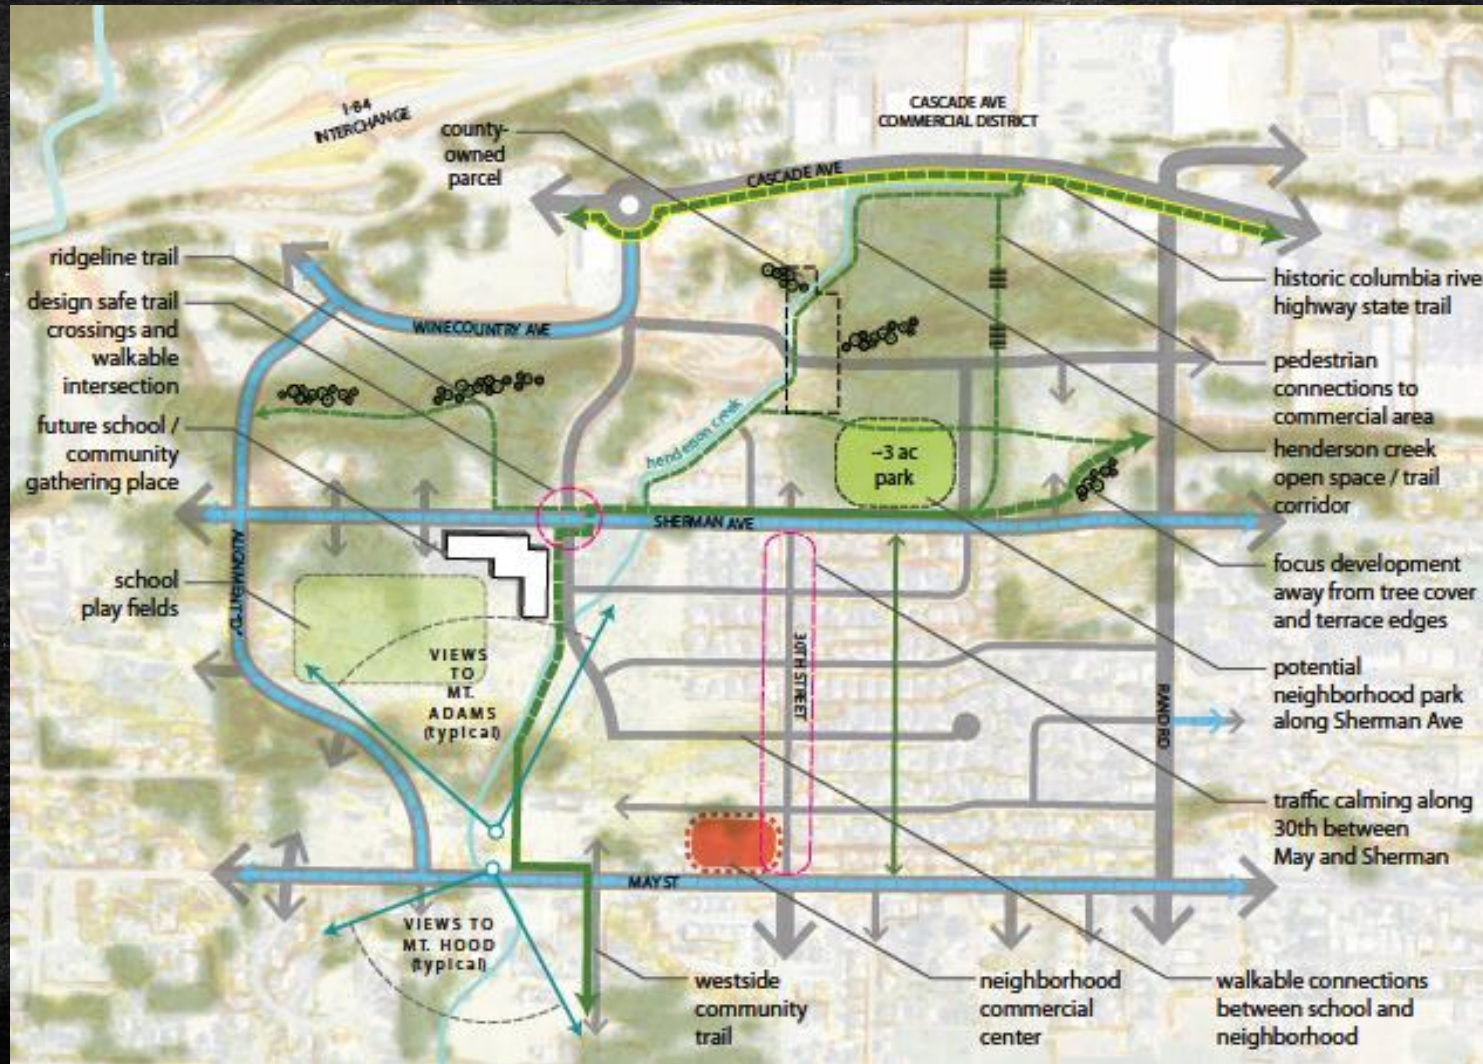 I-84
INTERCHANGE
CASCADE AVE
COMMERCIAL DISTRICT
county-
owned
parcel
CASCADE AVE
ridgeline trail
design safe trail
crossings and
walkable
intersection
future school /
community
gathering place
school
play fields
WINE COUNTRY AVE
henderson creek
~3 ac
park
SHERMAN AVE
30TH STREET
RAND RD
VIEWS
TO
MT.
ADAMS
(typical)
MAY ST
VIEWS TO
MT. HOOD
(typical)
historic columbia rive
highway state trail
pedestrian
connections to
commercial area
henderson creek
open space / trail
corridor
focus development
away from tree cover
and terrace edges
potential
neighborhood park
along Sherman Ave
traffic calming along
30th between
May and Sherman
westside
community
trail
neighborhood
commercial
center
walkable connections
between school and
neighborhood